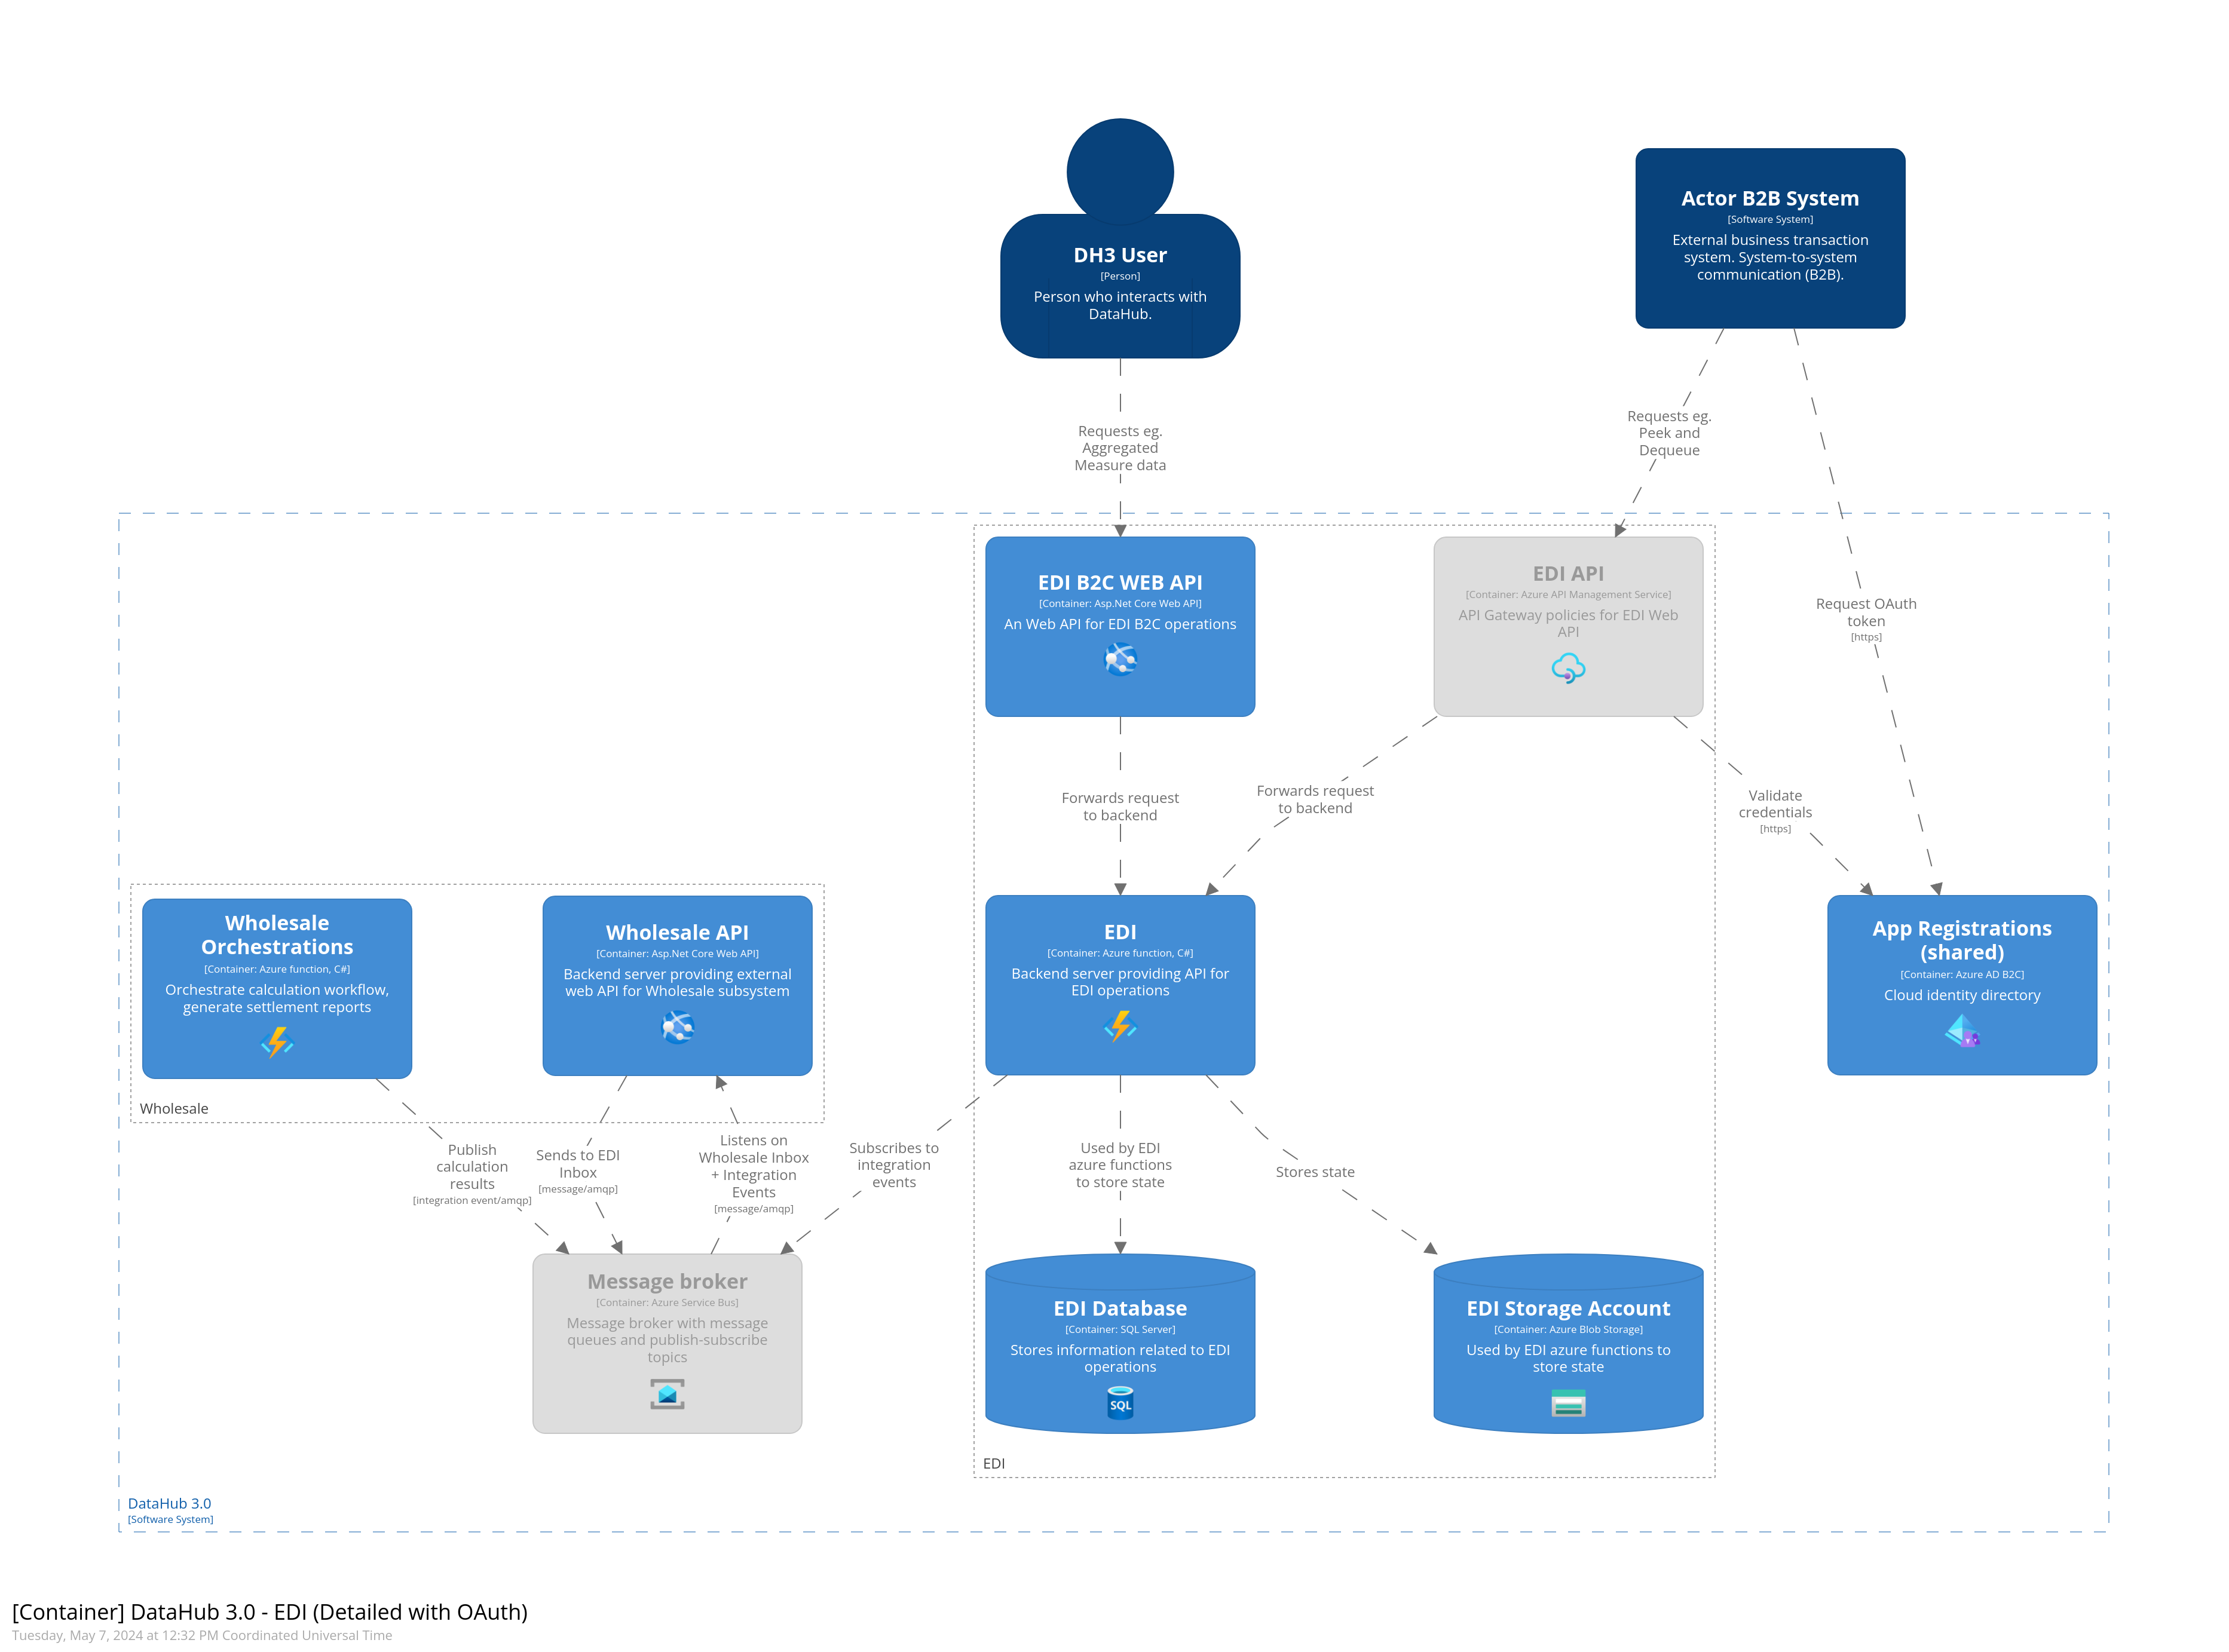 DH3 User
[Person]
Person who interacts with
DataHub.
Actor B2B System
[Software System]
External business transaction
system. System-to-system
communication (B2B).
Requests eg.
Aggregated
Measure data
Requests eg.
Peek and
Dequeue
Request OAuth
token
[https]
EDI B2C WEB API
[Container: Asp.Net Core Web API]
An Web API for EDI B2C operations
EDI API
[Container: Azure API Management Service]
API Gateway policies for EDI Web
API
Forwards request
to backend
Forwards request
to backend
Validate
credentials
[https]
Wholesale
Orchestrations
[Container: Azure function, C#]
Orchestrate calculation workflow,
generate settlement reports
Wholesale API
[Container: Asp.Net Core Web API]
Backend server providing external
web API for Wholesale subsystem
Wholesale
EDI
[Container: Azure function, C#]
Backend server providing API for
EDI operations
App Registrations
(shared)
[Container: Azure AD B2C]
Cloud identity directory
Publish
calculation
results
[integration event/amqp]
Sends to EDI
Inbox
[message/amqp]
Listens on
Wholesale Inbox
+ Integration
Events
[message/amqp]
Subscribes to
integration
events
Used by EDI
azure functions
to store state
Stores state
Message broker
[Container: Azure Service Bus]
Message broker with message
queues and publish-subscribe
topics
EDI Database
[Container: SQL Server]
Stores information related to EDI
operations
SQL
EDI Storage Account
[Container: Azure Blob Storage]
Used by EDI azure functions to
store state
EDI
DataHub 3.0
[Software System]
[Container] DataHub 3.0 - EDI (Detailed with OAuth)
Tuesday, May 7, 2024 at 12:32 PM Coordinated Universal Time